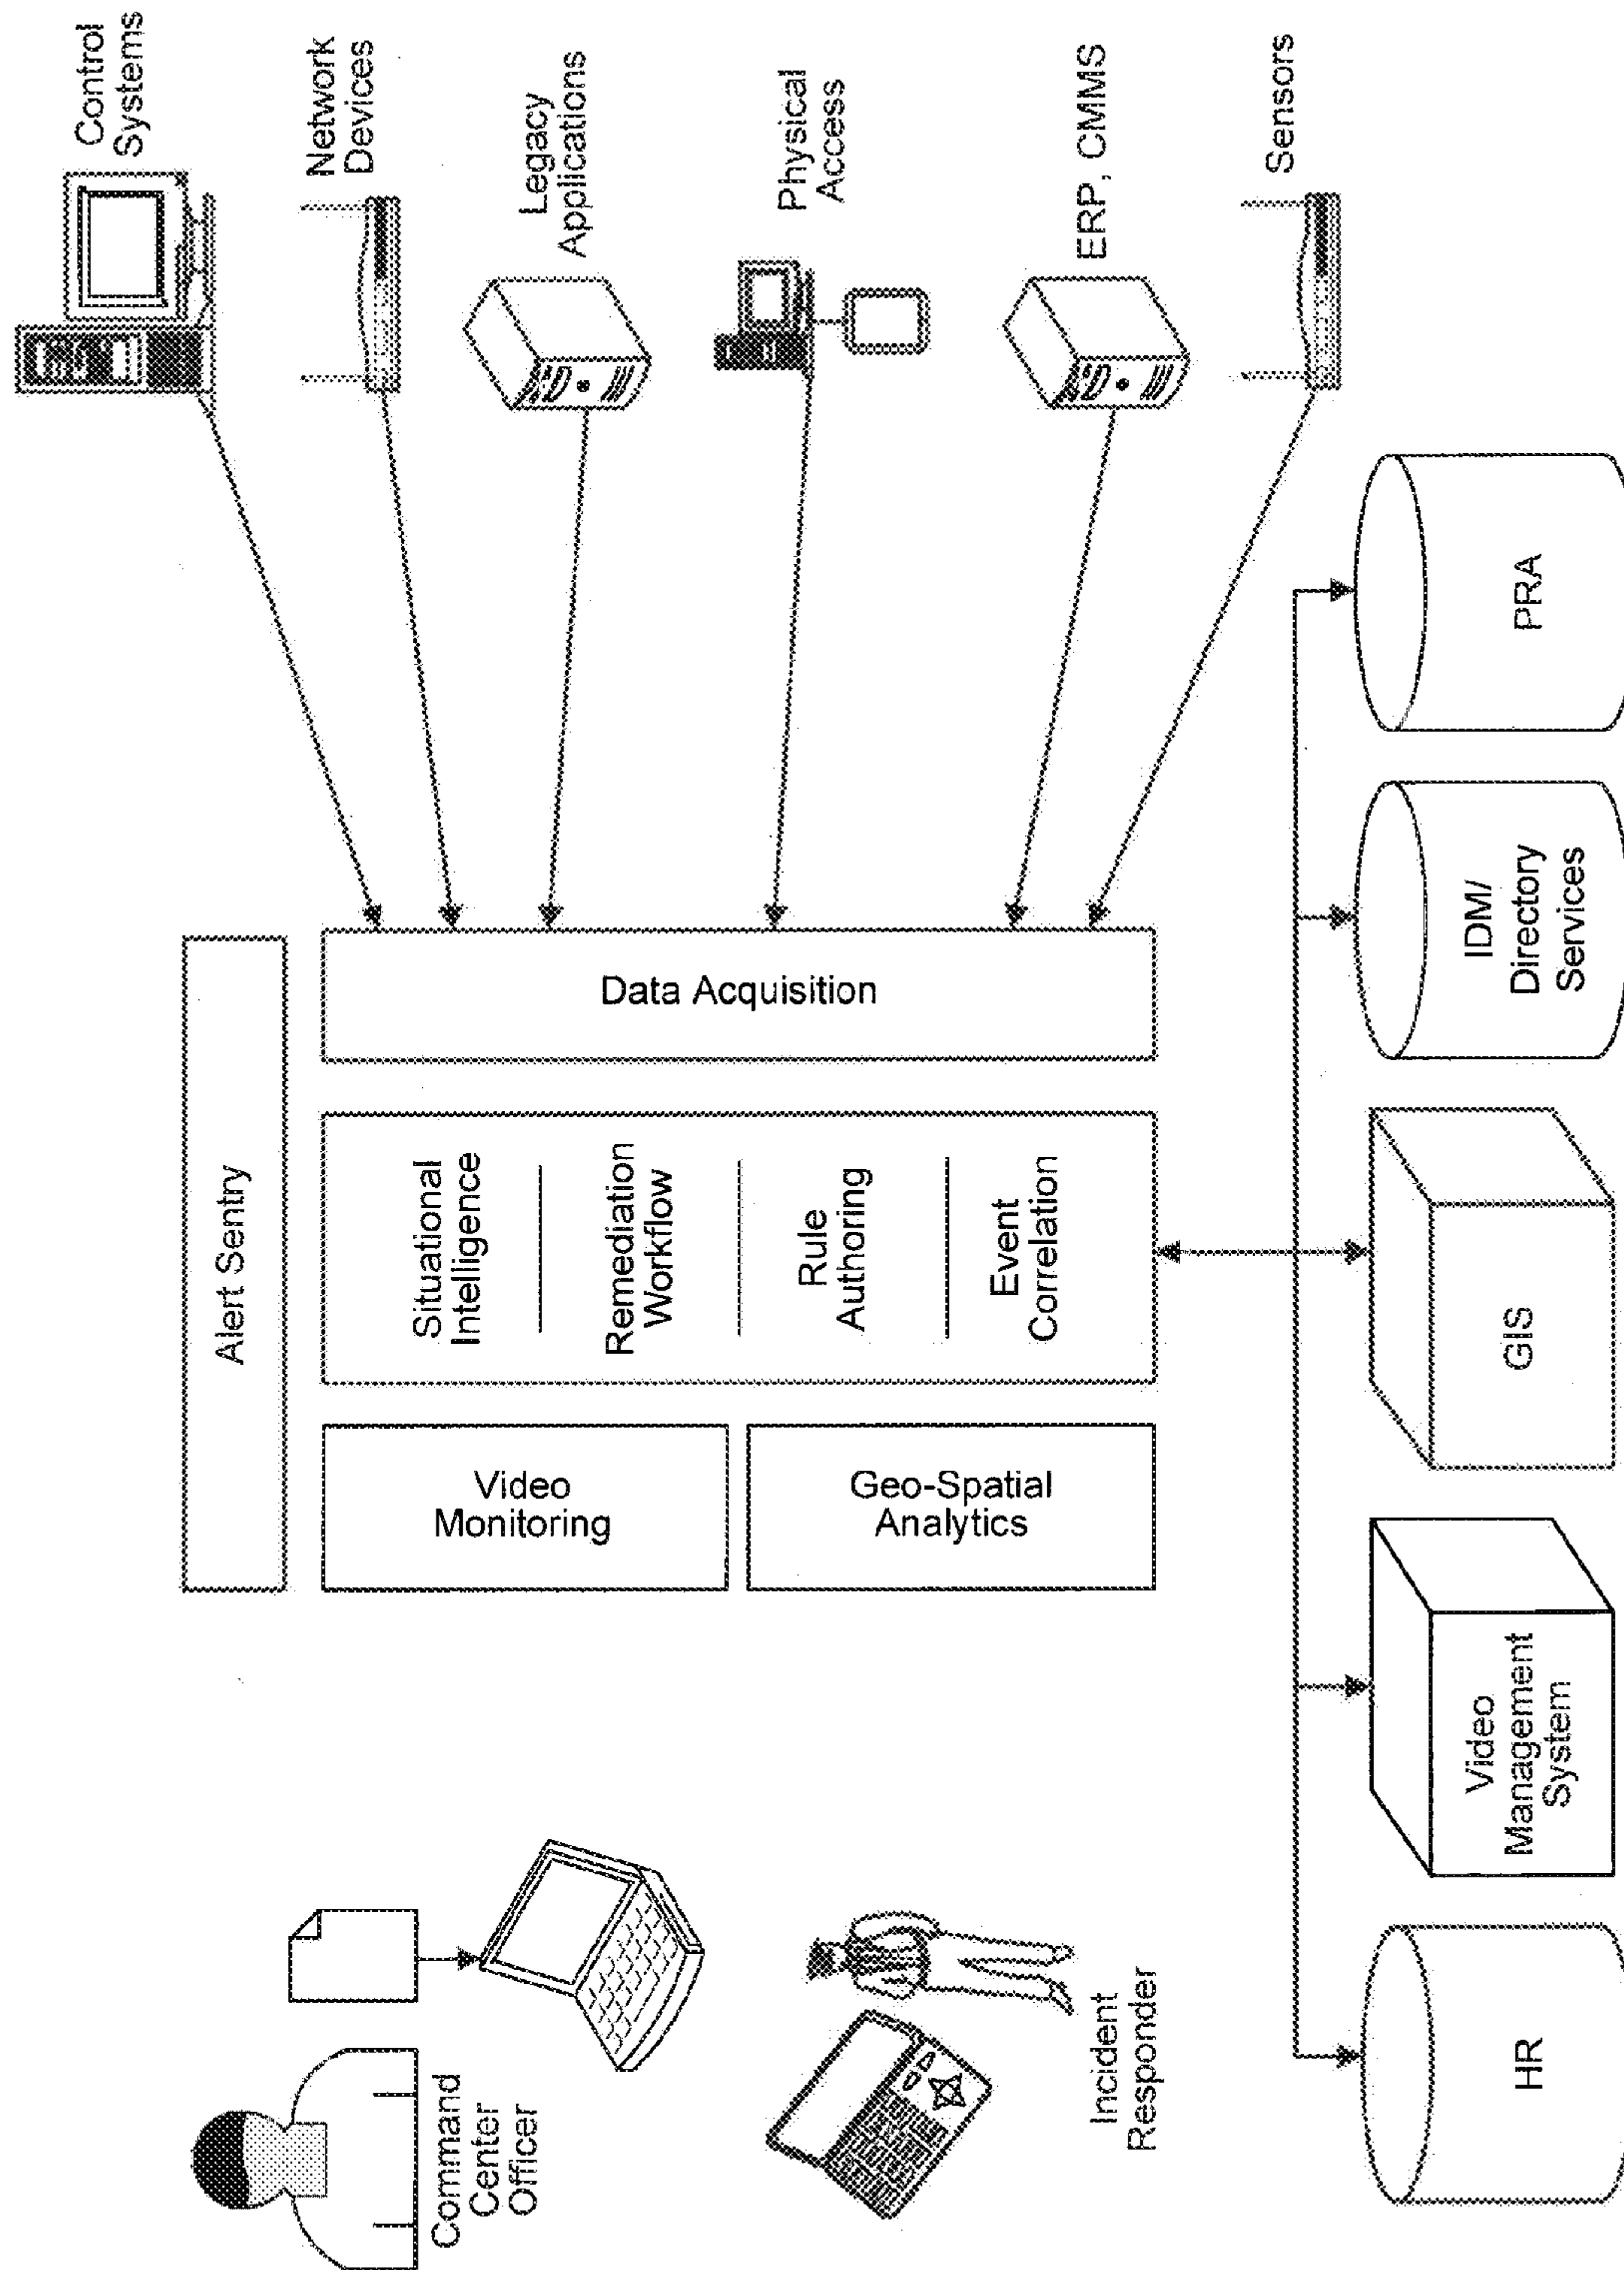 Alert Sentry
Command
Center
Officer
Incident
Responder
Video
Monitoring
Geo-Spatial
Analytics
Situational
Intelligence
Remediation
Workflow
Rule
Authoring
Event
Correlation
Data Acquisition
Control
Systems
Network
Devices
Legacy
Applications
Physical
Access
ERP, CMMS
Sensors
HR
Video
Management
System
GIS
IDM/
Directory
Services
PRA